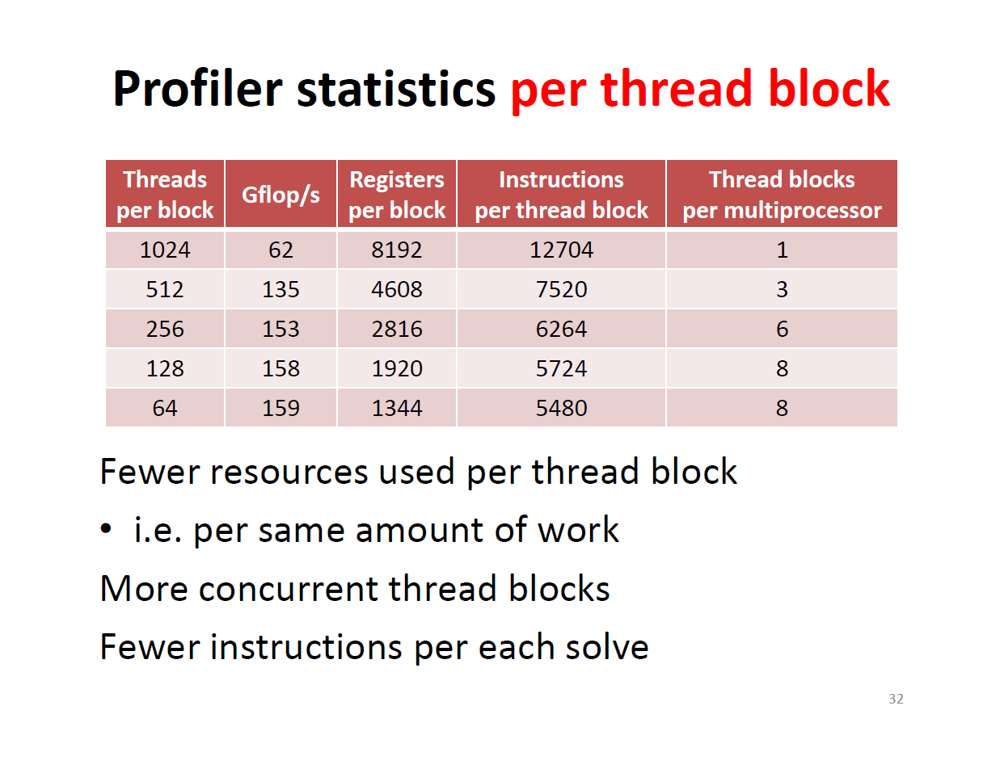 Profiler statistics per thread block
Threads per block Gflop/s Registers per block Instructions per thread block Thread blocks per multiprocessor
1024 62 8192 12704 1
512 135 4608 7520 3
256 153 2816 6264 6
128 158 1920 5724 8
64 159 1344 5480 8
Fewer resources used per thread block
• i.e. per same amount of work
More concurrent thread blocks
Fewer instructions per each solve
32